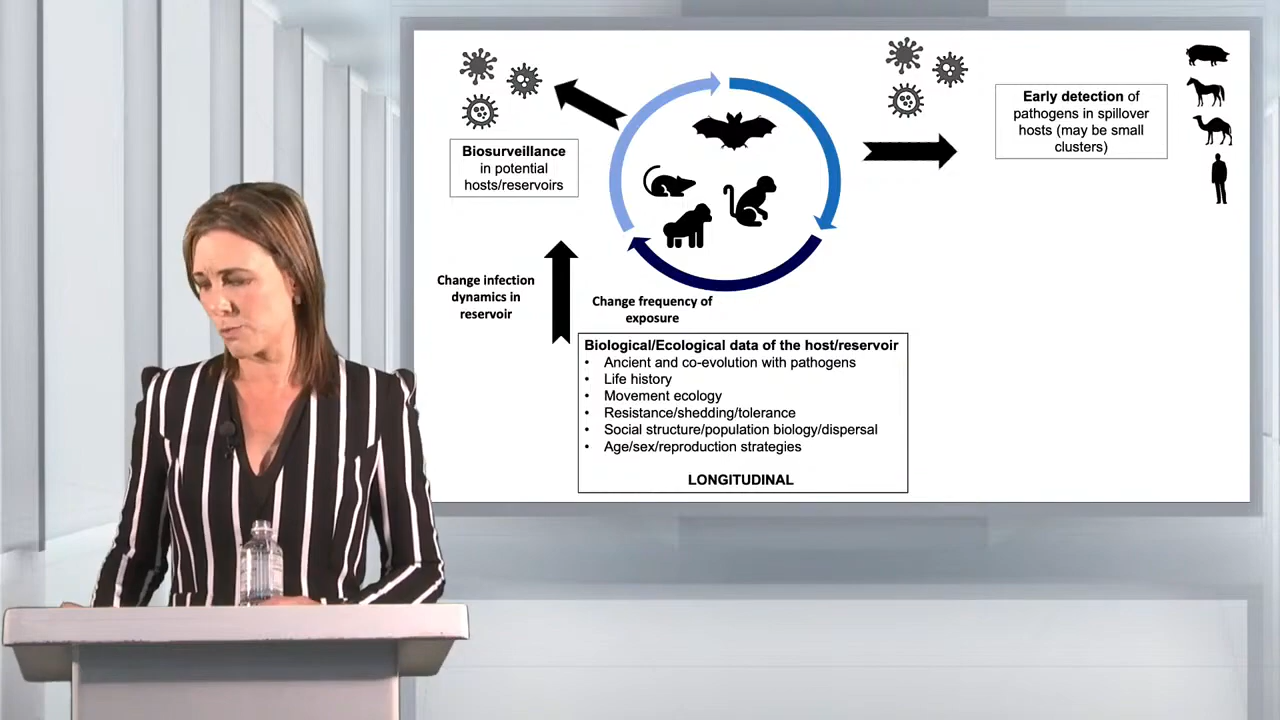 Biosurveillance
in potential
hosts/reservoirs
Early detection of
pathogens in spillover
hosts (may be small
clusters)
Change infection
dynamics in
reservoir
Change frequency of
exposure
Biological/Ecological data of the host/reservoir
• Ancient and co-evolution with pathogens
• Life history
• Movement ecology
• Resistance/shedding/tolerance
• Social structure/population biology/dispersal
• Age/sex/reproduction strategies
LONGITUDINAL